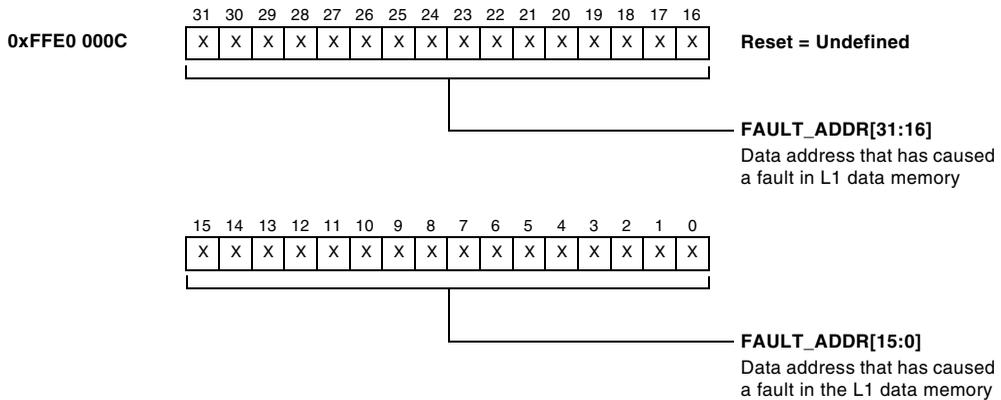 31 30 29 28 27 26 25 24 23 22 21 20 19 18 17 16
0xFFE0 000C X X X X X X X X X X X X X X X X Reset = Undefined
FAULT_ADDR[31:16]
Data address that has caused
a fault in L1 data memory
15 14 13 12 11 10 9 8 7 6 5 4 3 2 1 0
X X X X X X X X X X X X X X X X
FAULT_ADDR[15:0]
Data address that has caused
a fault in the L1 data memory